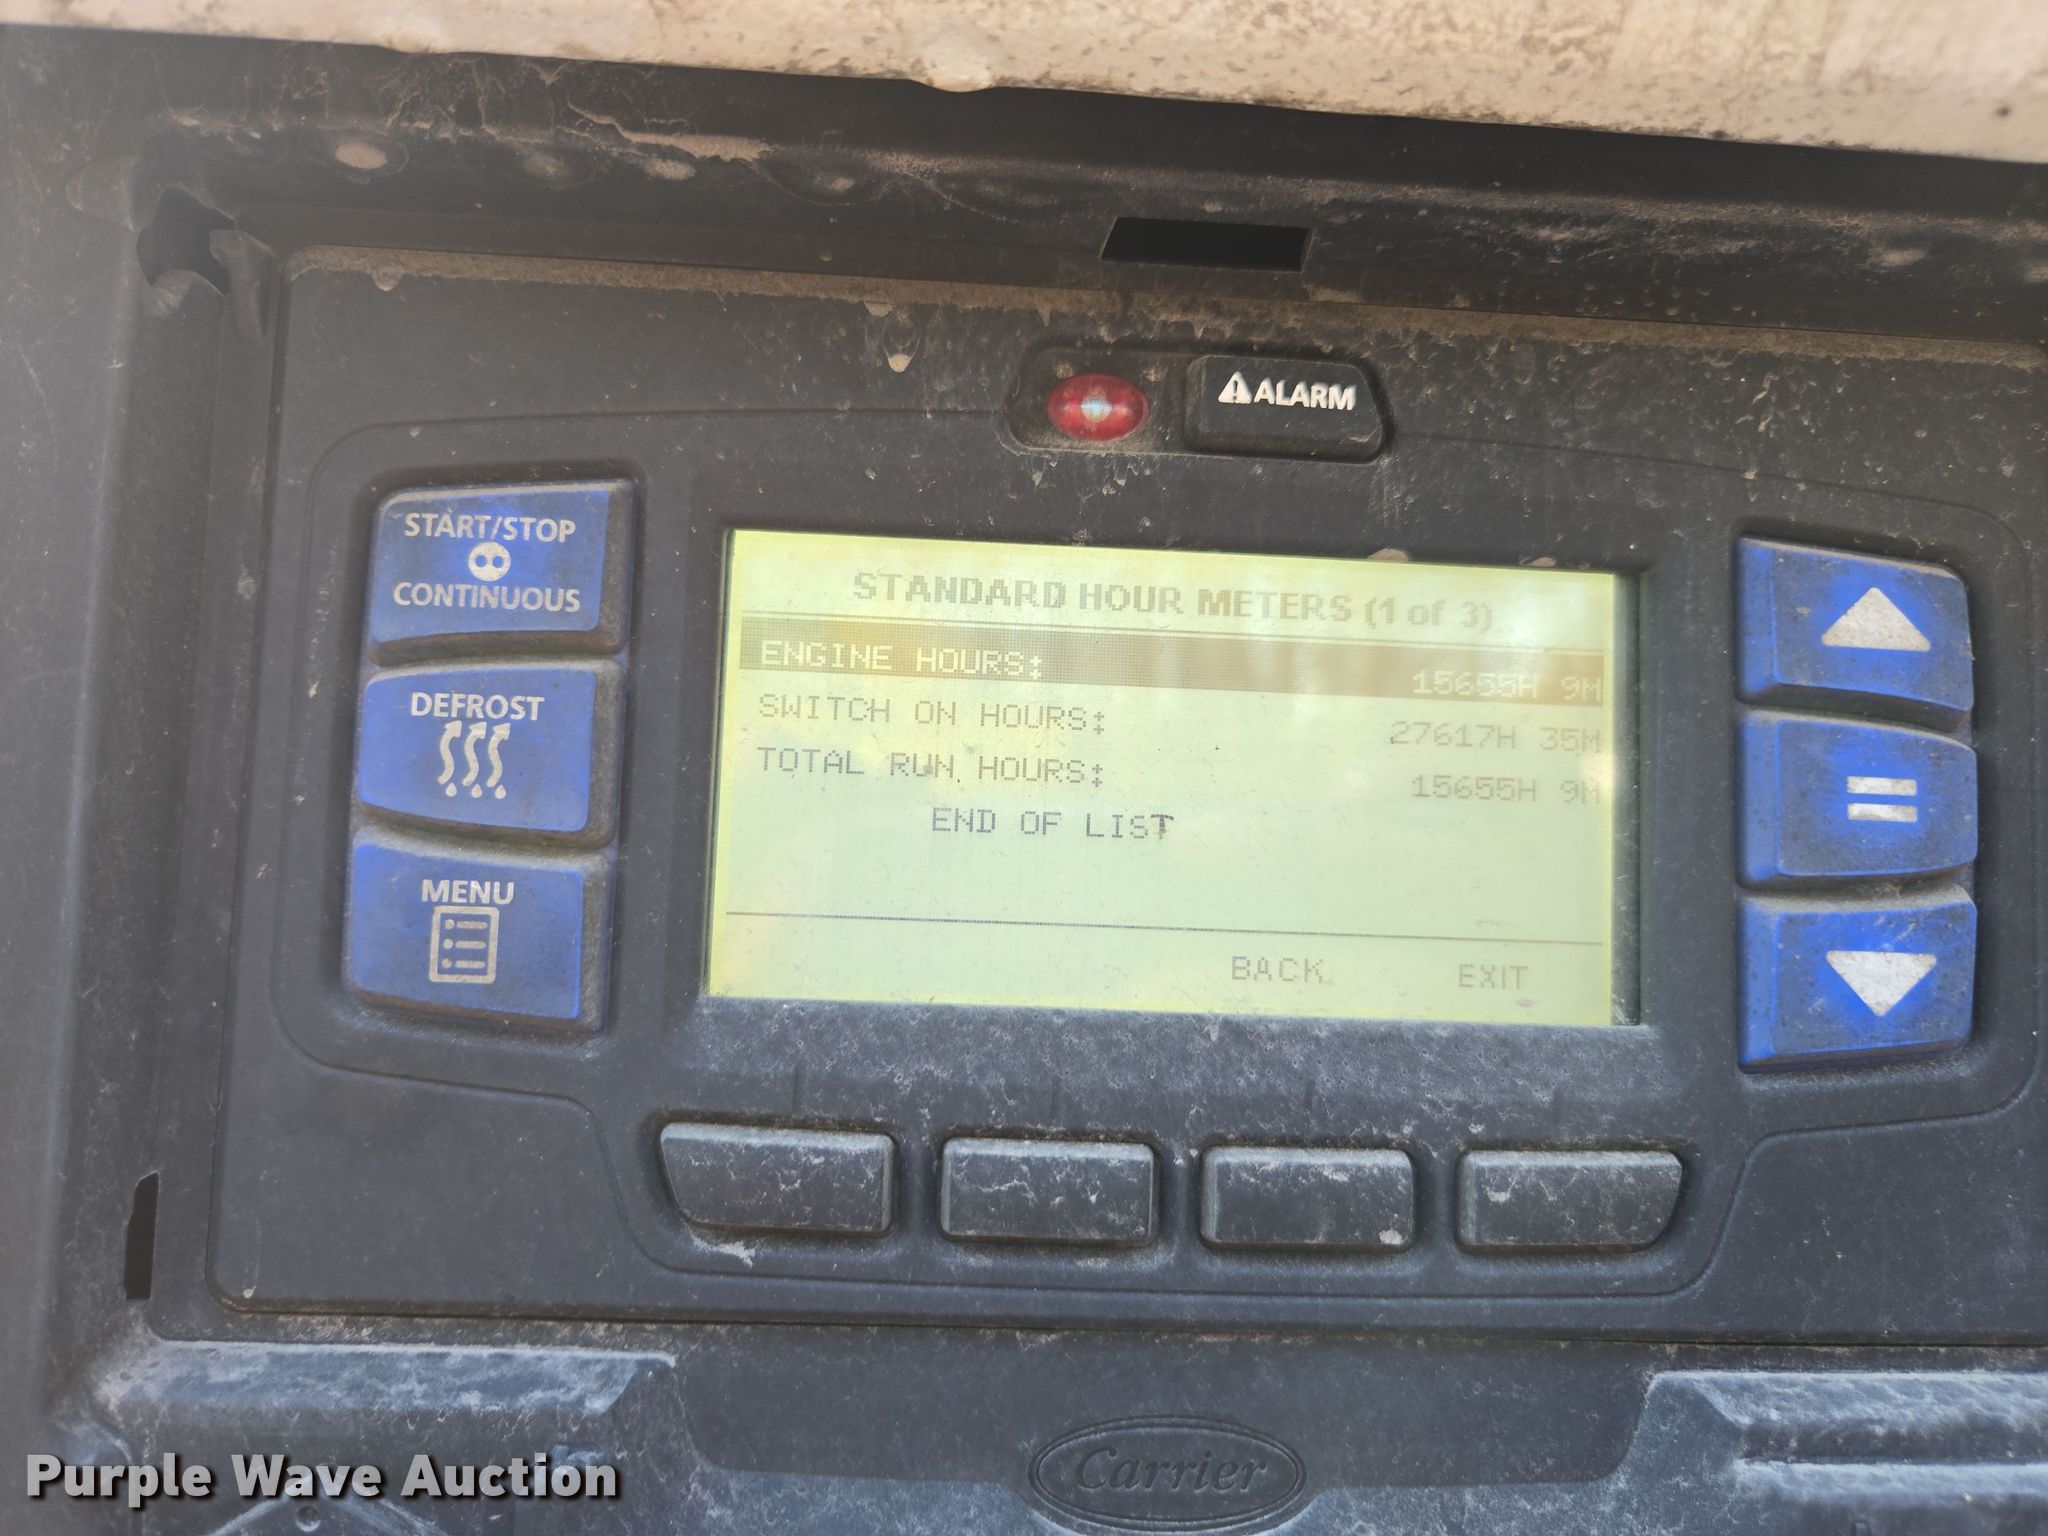 ALARM
START/STOP
CONTINUOUS
DEFROST
MENU
STANDARD HOUR METERS (1 of 3)
ENGINE HOURS: 15655H 9M
SWITCH ON HOURS: 27617H 35M
TOTAL RUN HOURS: 15655H 9M
END OF LIST
BACK EXIT
=
Carrier
Purple Wave Auction